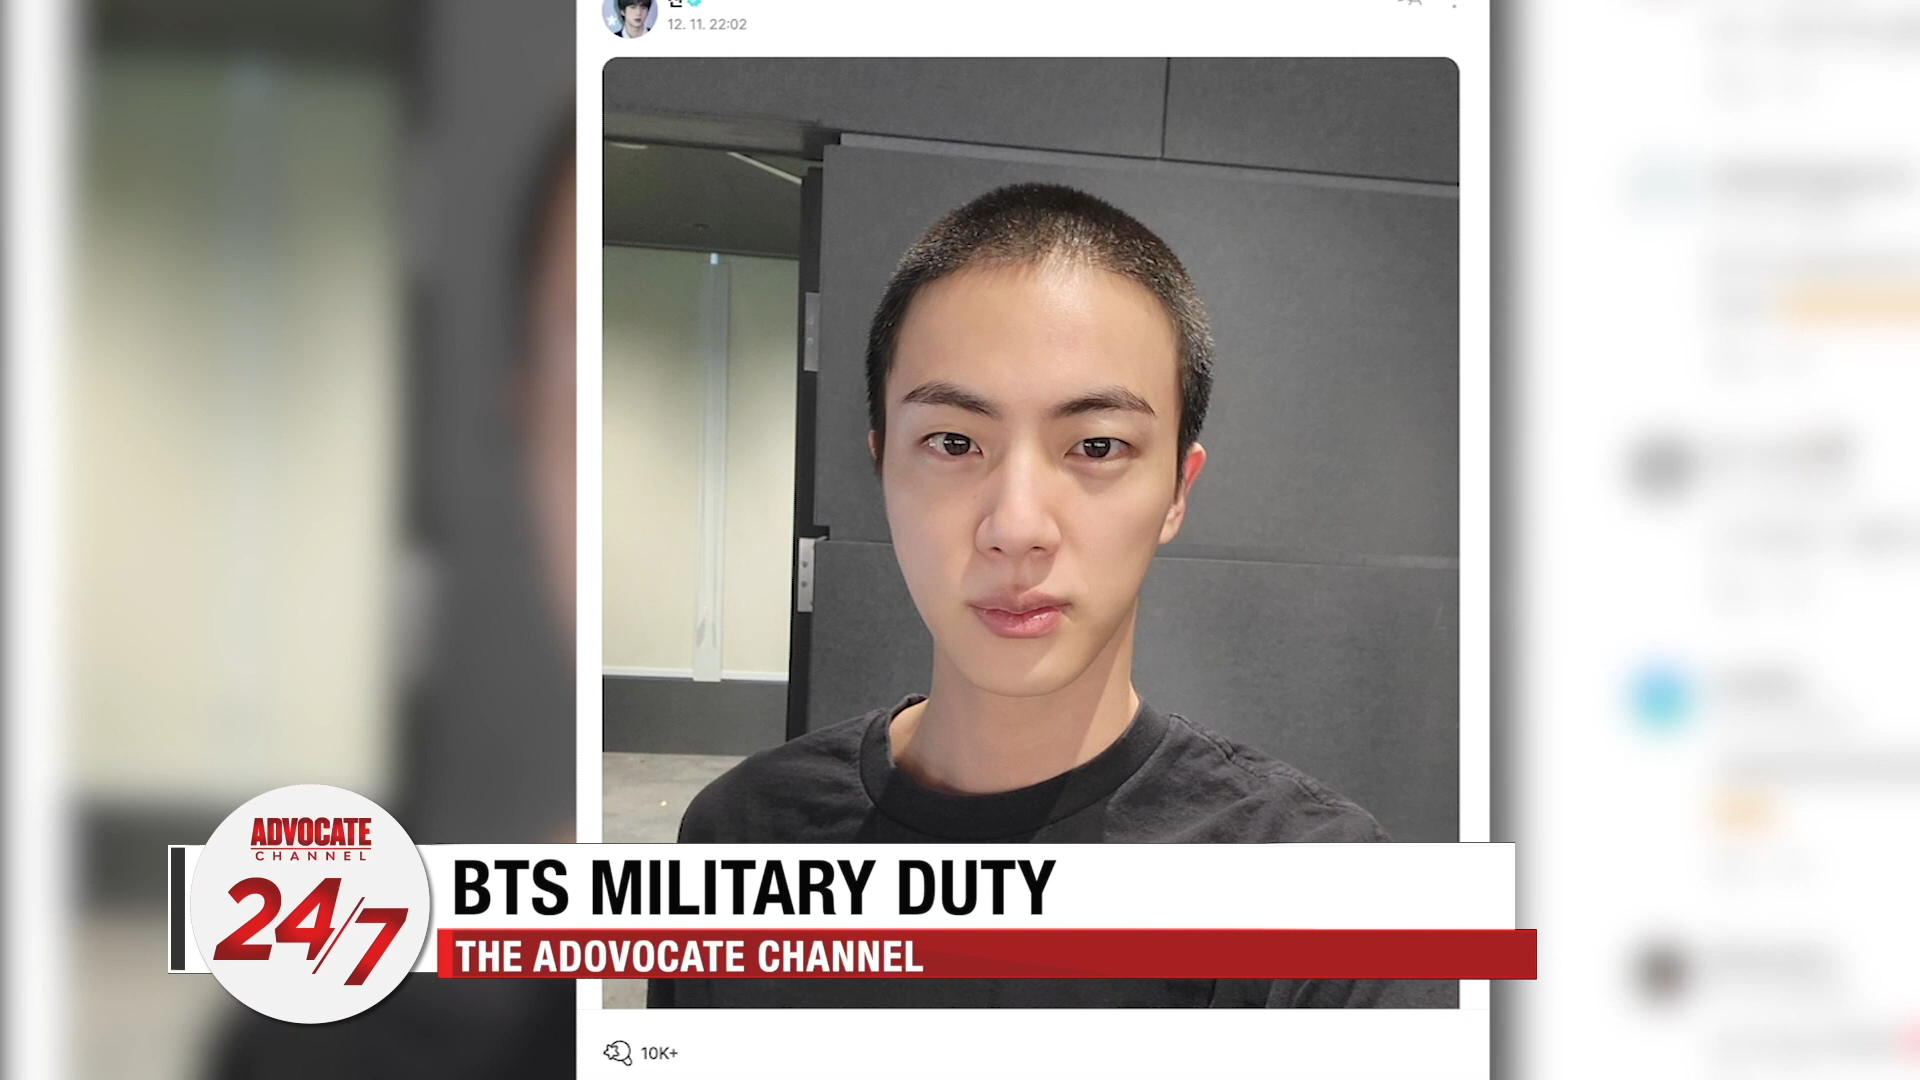 12. 11. 22:02
ADVOCATE
CHANNEL
24/7
BTS MILITARY DUTY
THE ADOVOCATE CHANNEL
10K+